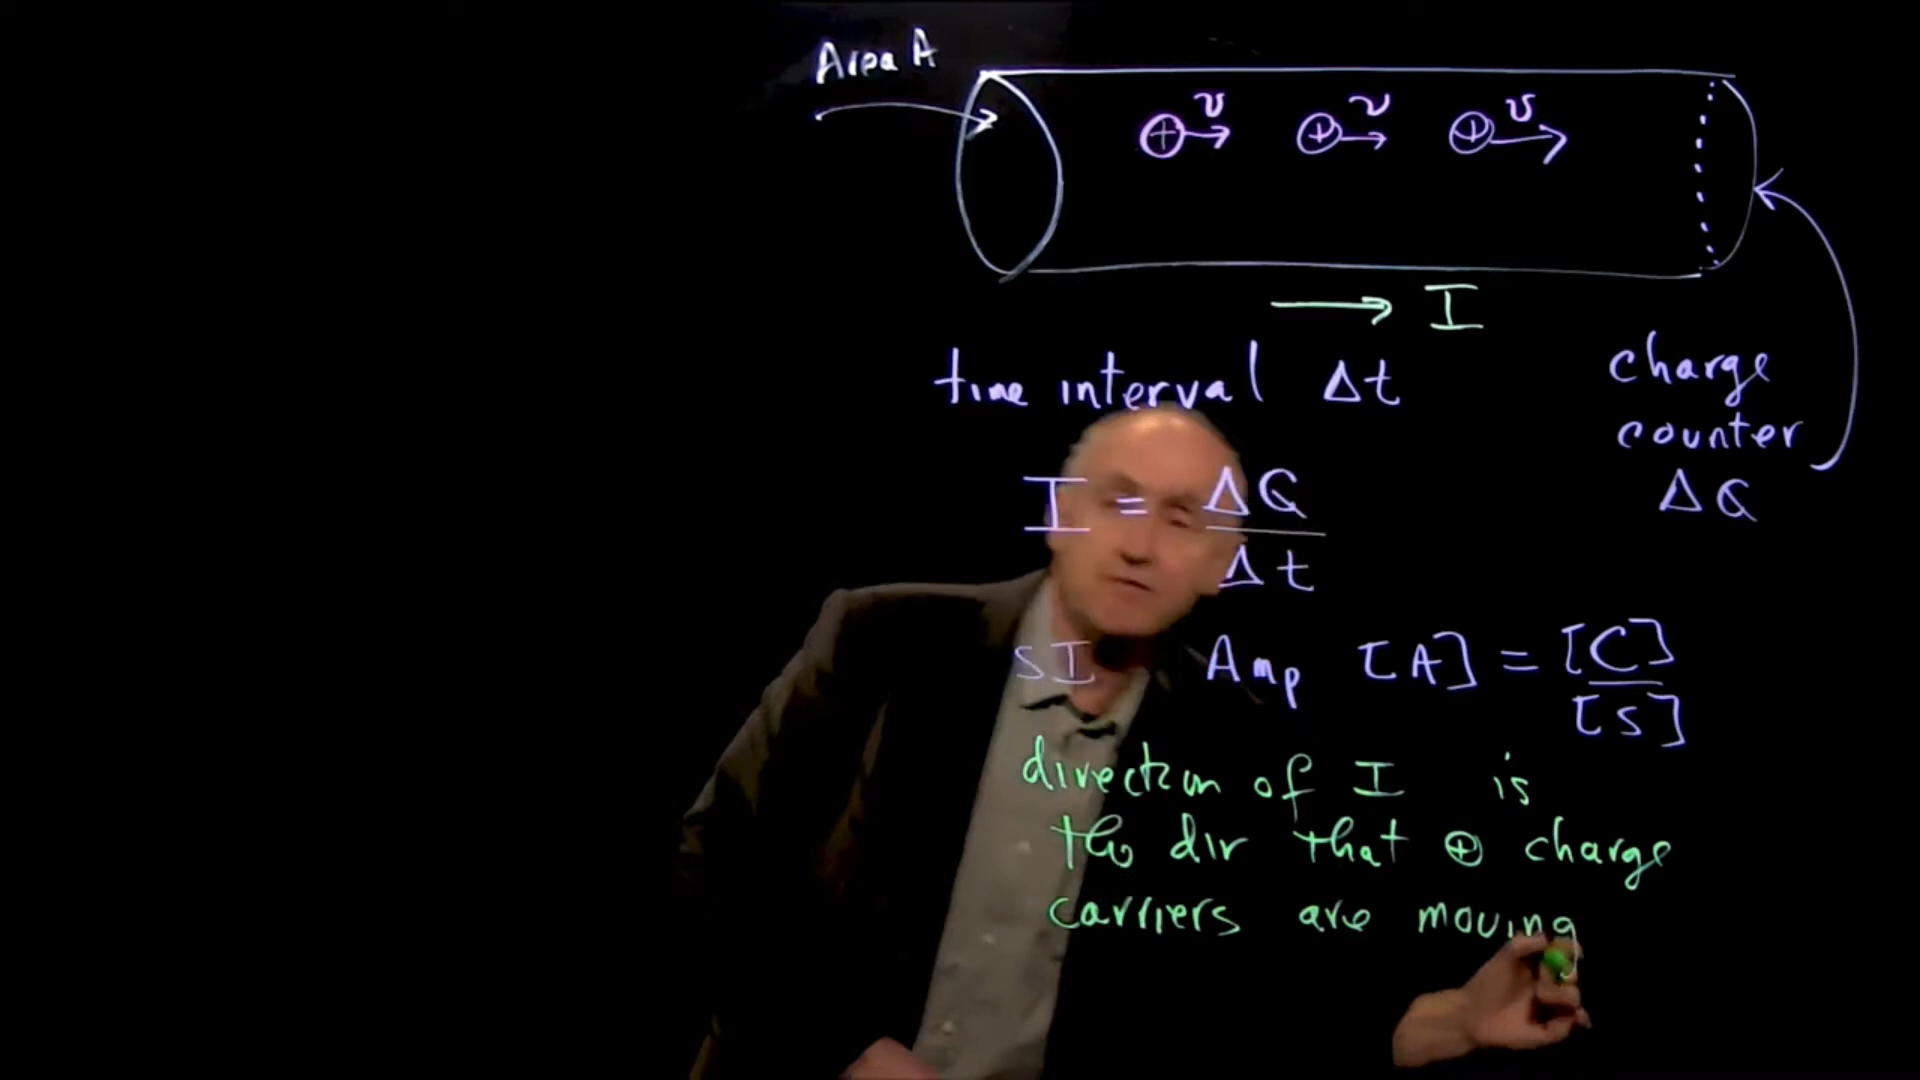 Area A
⊕ v ⊕ v ⊕ v
I
time interval Δt
charge
counter
ΔQ
I = ΔQ / Δt
SI Amp [A] = [C] / [S]
direction of I is
the dir that ⊕ charge
carriers are moving